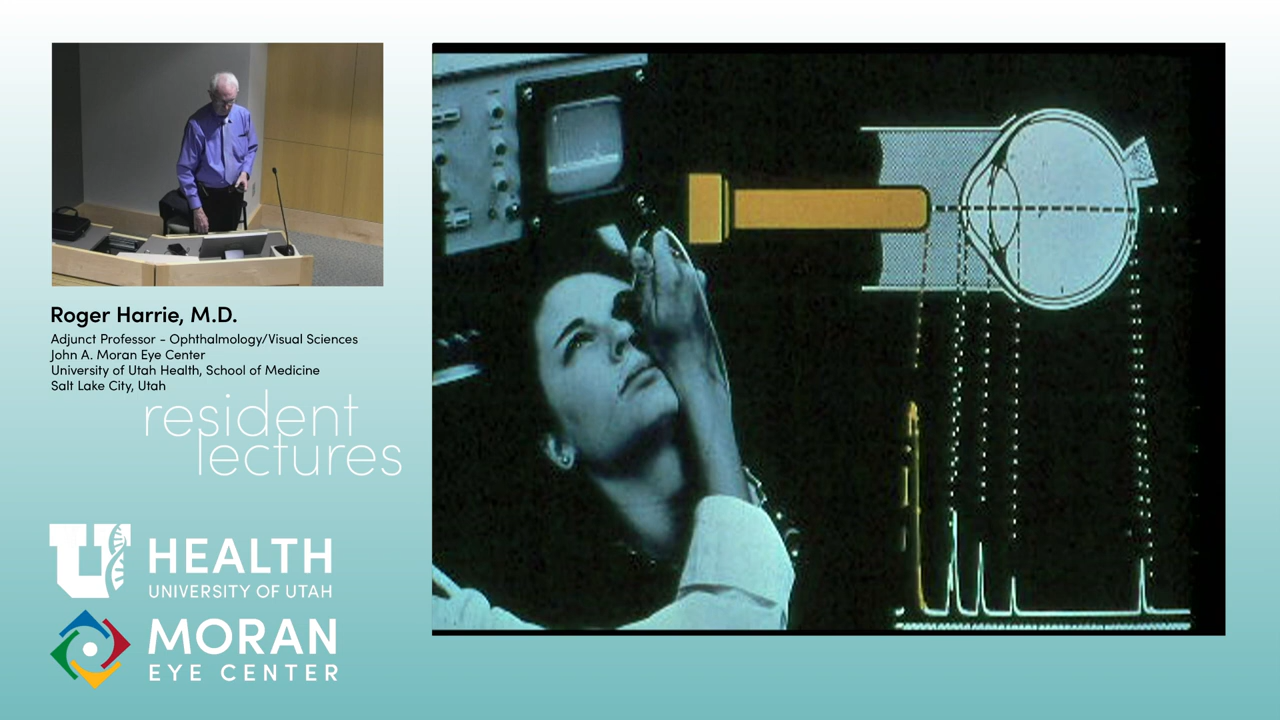 Roger Harrie, M.D.
Adjunct Professor - Ophthalmology/Visual Sciences
John A. Moran Eye Center
University of Utah Health, School of Medicine
Salt Lake City, Utah
resident
lectures
U HEALTH
UNIVERSITY OF UTAH
MORAN
EYE CENTER